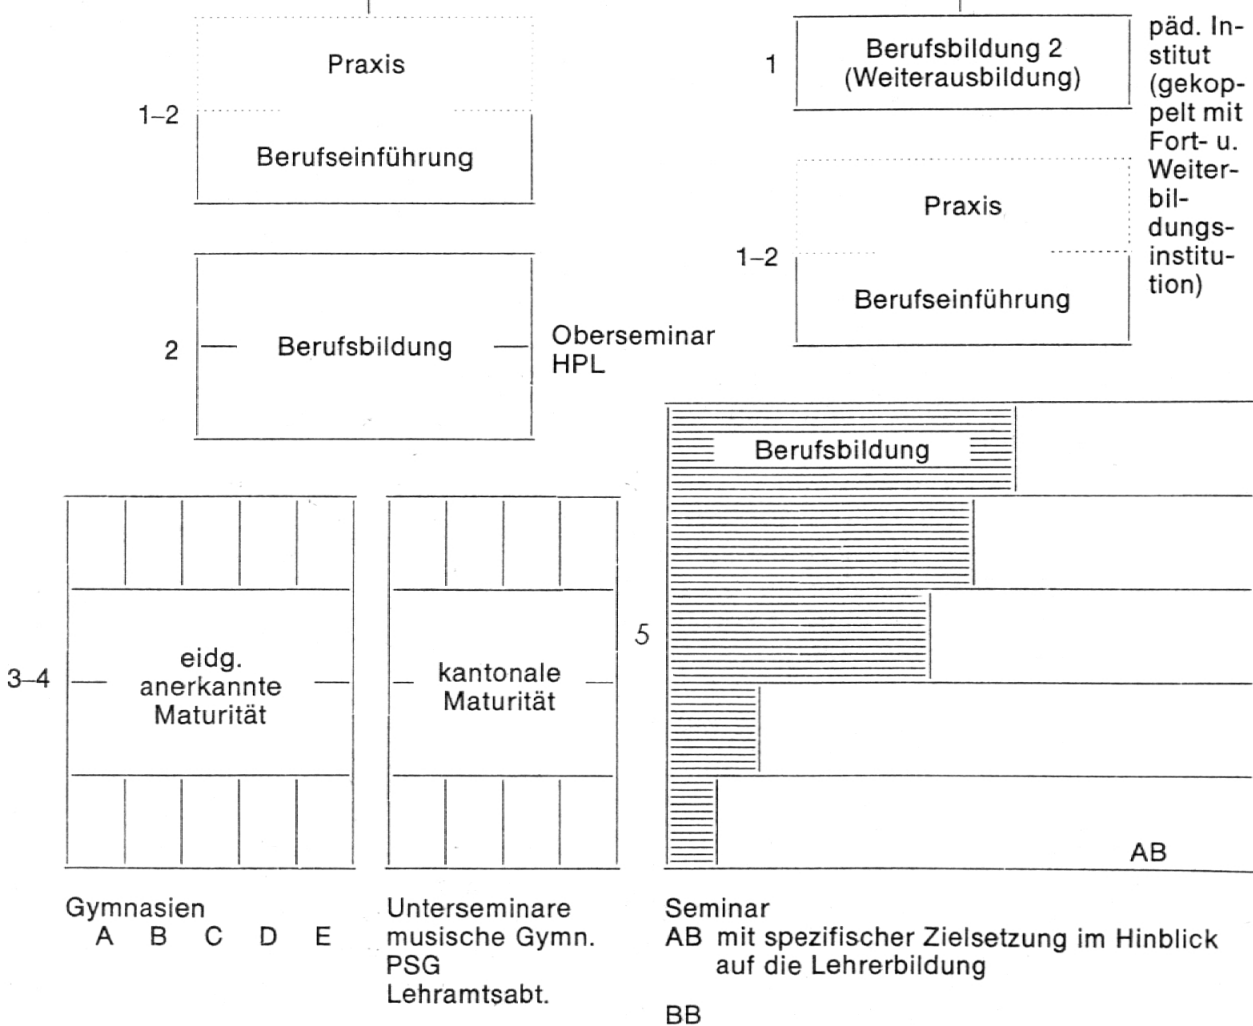 Praxis
1–2
Berufseinführung
2
Berufsbildung
Oberseminar
HPL
1
Berufsbildung 2
(Weiterausbildung)
päd. In-
stitut
(gekop-
pelt mit
Fort- u.
Weiter-
bil-
dungs-
institu-
tion)
Praxis
1–2
Berufseinführung
Berufsbildung
3–4
eidg.
anerkannte
Maturität
kantonale
Maturität
5
AB
Gymnasien
A B C D E
Unterseminare
musische Gymn.
PSG
Lehramtsabt.
Seminar
AB mit spezifischer Zielsetzung im Hinblick
auf die Lehrerbildung
BB